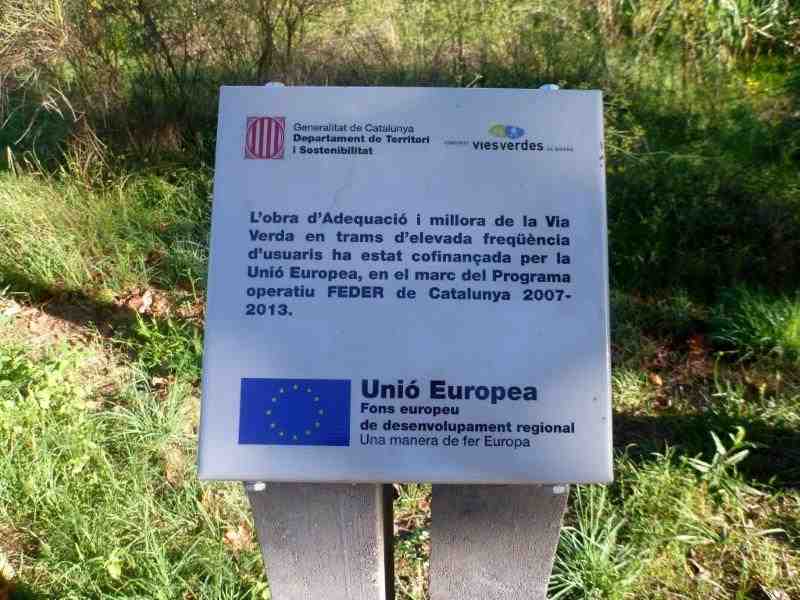 Generalitat de Catalunya
Departament de Territori
i Sostenibilitat
viesverdes
L'obra d'Adequació i millora de la Via
Verda en trams d'elevada freqüència
d'usuaris ha estat cofinançada per la
Unió Europea, en el marc del Programa
operatiu FEDER de Catalunya 2007-
2013.
Unió Europea
Fons europeu
de desenvolupament regional
Una manera de fer Europa